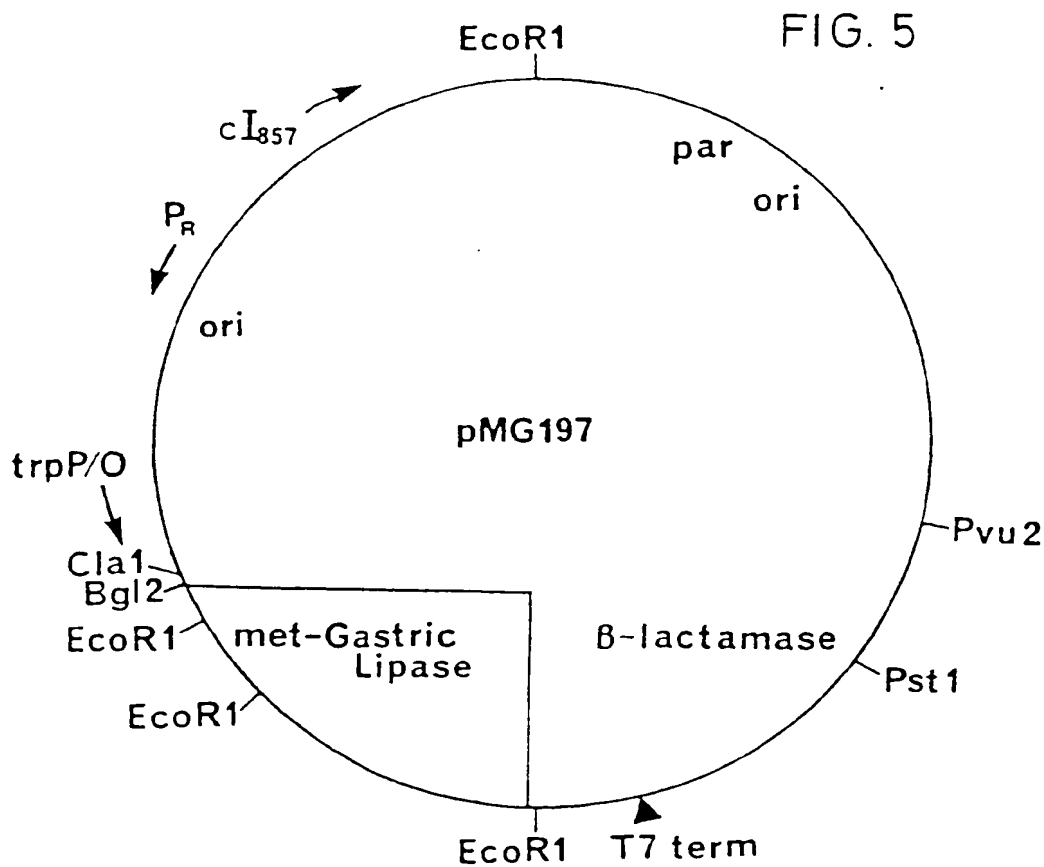 EcoR1
FIG. 5
cI857
par
ori
PR
ori
pMG197
trpP/O
Cla1
Bgl2
EcoR1
EcoR1
met-Gastric
Lipase
β-lactamase
Pvu2
Pst1
EcoR1
T7 term